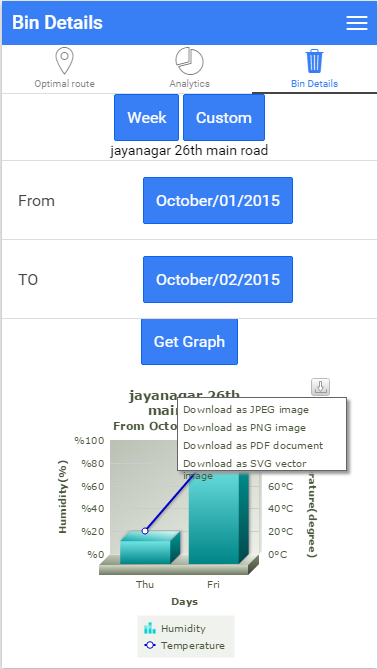 Bin Details
Optimal route
Analytics
Bin Details
Week
Custom
jayanagar 26th main road
From
October/01/2015
TO
October/02/2015
Get Graph
jayanagar 26th
main
From Octo
Download as JPEG image
Download as PNG image
Download as PDF document
Download as SVG vector
image
%100
%80
%60
%40
%20
%0
Humidity(%)
60°C
40°C
20°C
0°C
rature(degree)
Thu
Fri
Days
Humidity
Temperature